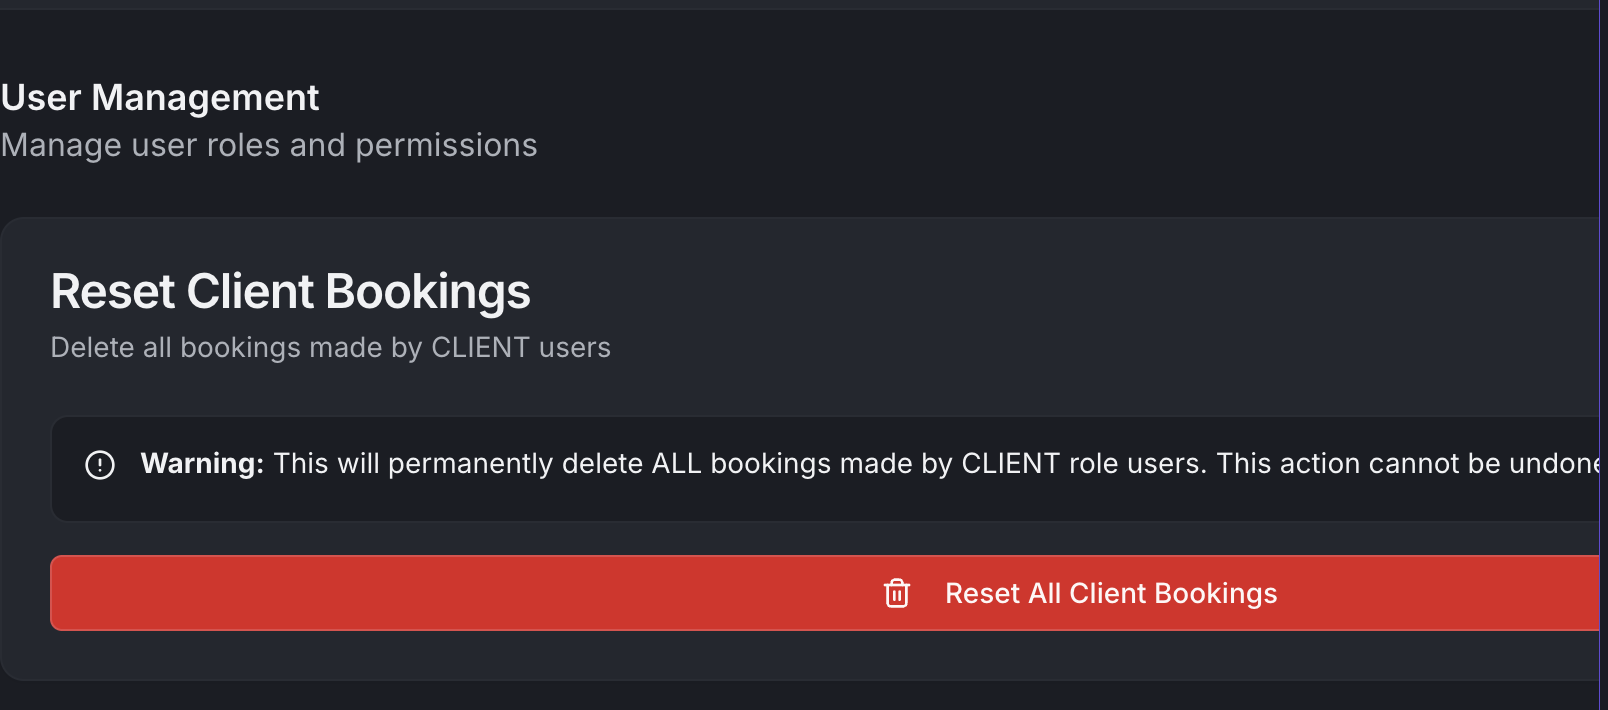 User Management
Manage user roles and permissions
Reset Client Bookings
Delete all bookings made by CLIENT users
Warning: This will permanently delete ALL bookings made by CLIENT role users. This action cannot be undone
Reset All Client Bookings